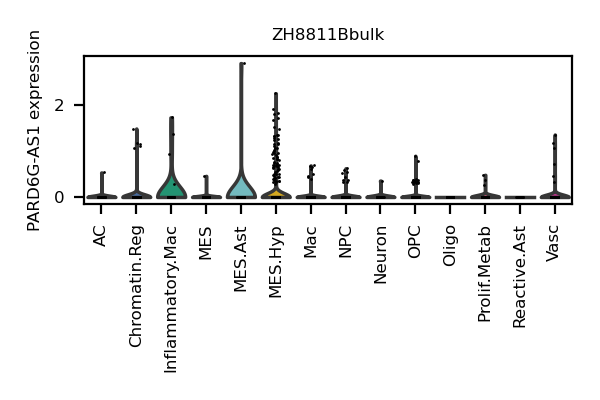 ZH8811Bbulk
PARD6G-AS1 expression
2
0
AC
Chromatin.Reg
Inflammatory.Mac
MES
MES.Ast
MES.Hyp
Mac
NPC
Neuron
OPC
Oligo
Prolif.Metab
Reactive.Ast
Vasc